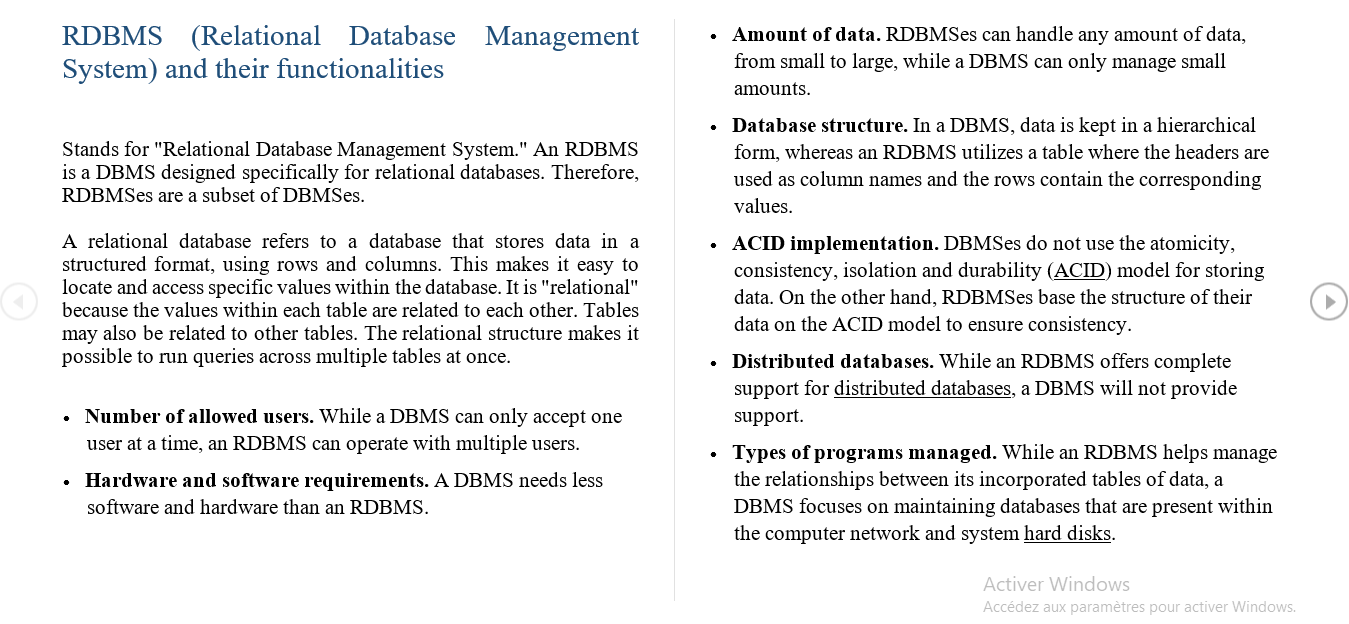 RDBMS (Relational Database Management
System) and their functionalities
Stands for "Relational Database Management System." An RDBMS
is a DBMS designed specifically for relational databases. Therefore,
RDBMSes are a subset of DBMSes.
A relational database refers to a database that stores data in a
structured format, using rows and columns. This makes it easy to
locate and access specific values within the database. It is "relational"
because the values within each table are related to each other. Tables
may also be related to other tables. The relational structure makes it
possible to run queries across multiple tables at once.
• Number of allowed users. While a DBMS can only accept one
user at a time, an RDBMS can operate with multiple users.
• Hardware and software requirements. A DBMS needs less
software and hardware than an RDBMS.
• Amount of data. RDBMSes can handle any amount of data,
from small to large, while a DBMS can only manage small
amounts.
• Database structure. In a DBMS, data is kept in a hierarchical
form, whereas an RDBMS utilizes a table where the headers are
used as column names and the rows contain the corresponding
values.
• ACID implementation. DBMSes do not use the atomicity,
consistency, isolation and durability (ACID) model for storing
data. On the other hand, RDBMSes base the structure of their
data on the ACID model to ensure consistency.
• Distributed databases. While an RDBMS offers complete
support for distributed databases, a DBMS will not provide
support.
• Types of programs managed. While an RDBMS helps manage
the relationships between its incorporated tables of data, a
DBMS focuses on maintaining databases that are present within
the computer network and system hard disks.
Activer Windows
Accédez aux paramètres pour activer Windows.